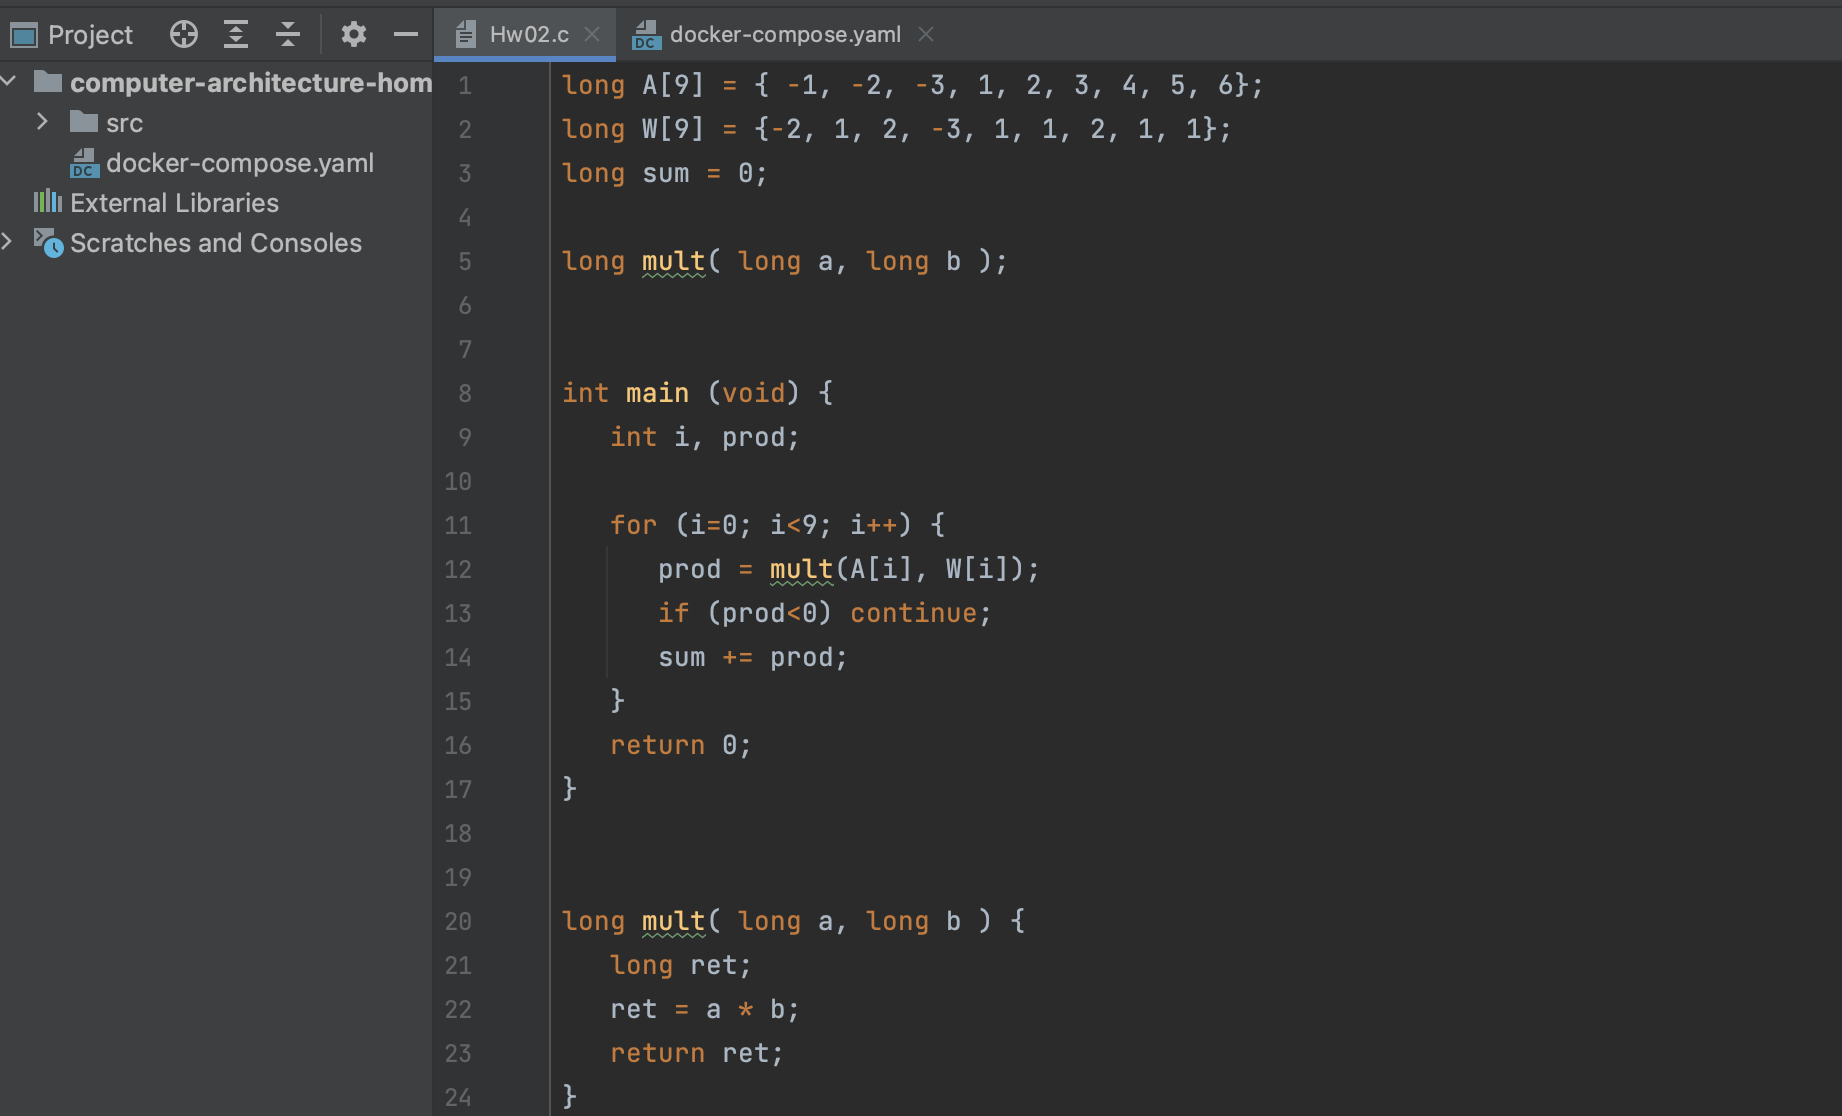 Project
computer-architecture-hom
src
DC docker-compose.yaml
External Libraries
Scratches and Consoles
Hw02.c
DC docker-compose.yaml
1 long A[9] = { -1, -2, -3, 1, 2, 3, 4, 5, 6};
2 long W[9] = {-2, 1, 2, -3, 1, 1, 2, 1, 1};
3 long sum = 0;
4
5 long mult( long a, long b );
6
7
8 int main (void) {
9    int i, prod;
10
11    for (i=0; i<9; i++) {
12       prod = mult(A[i], W[i]);
13       if (prod<0) continue;
14       sum += prod;
15    }
16    return 0;
17 }
18
19
20 long mult( long a, long b ) {
21    long ret;
22    ret = a * b;
23    return ret;
24 }